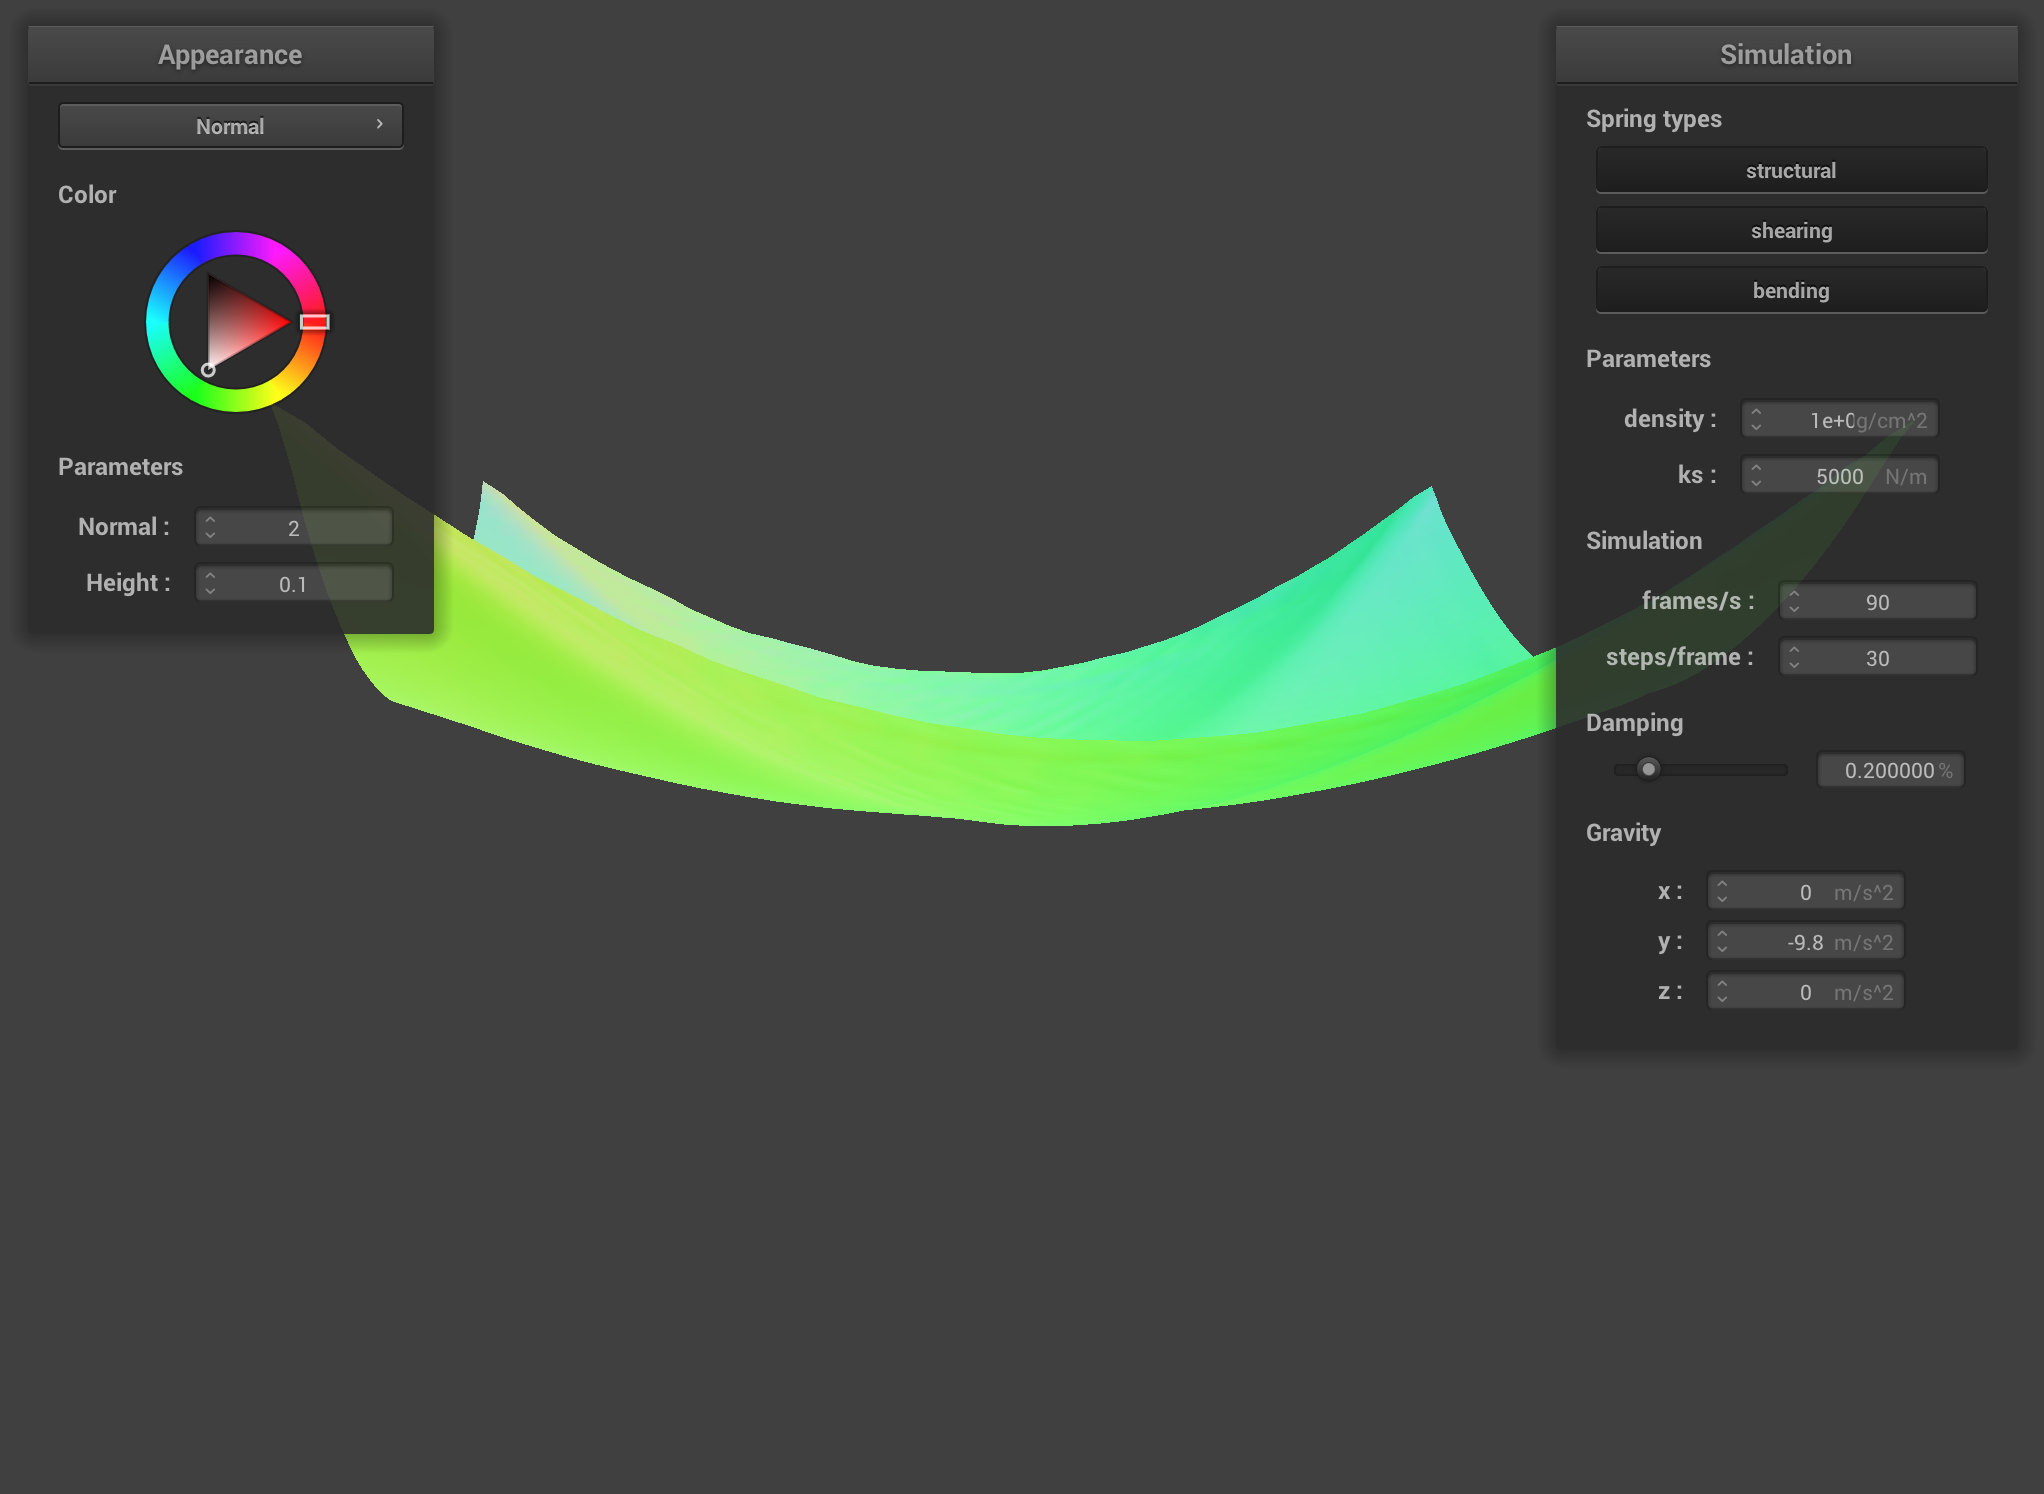 Appearance
Normal
Color
Parameters
Normal : 2
Height : 0.1
Simulation
Spring types
structural
shearing
bending
Parameters
density : 1e+0g/cm^2
ks : 5000 N/m
Simulation
frames/s : 90
steps/frame : 30
Damping
0.200000 %
Gravity
x : 0 m/s^2
y : -9.8 m/s^2
z : 0 m/s^2